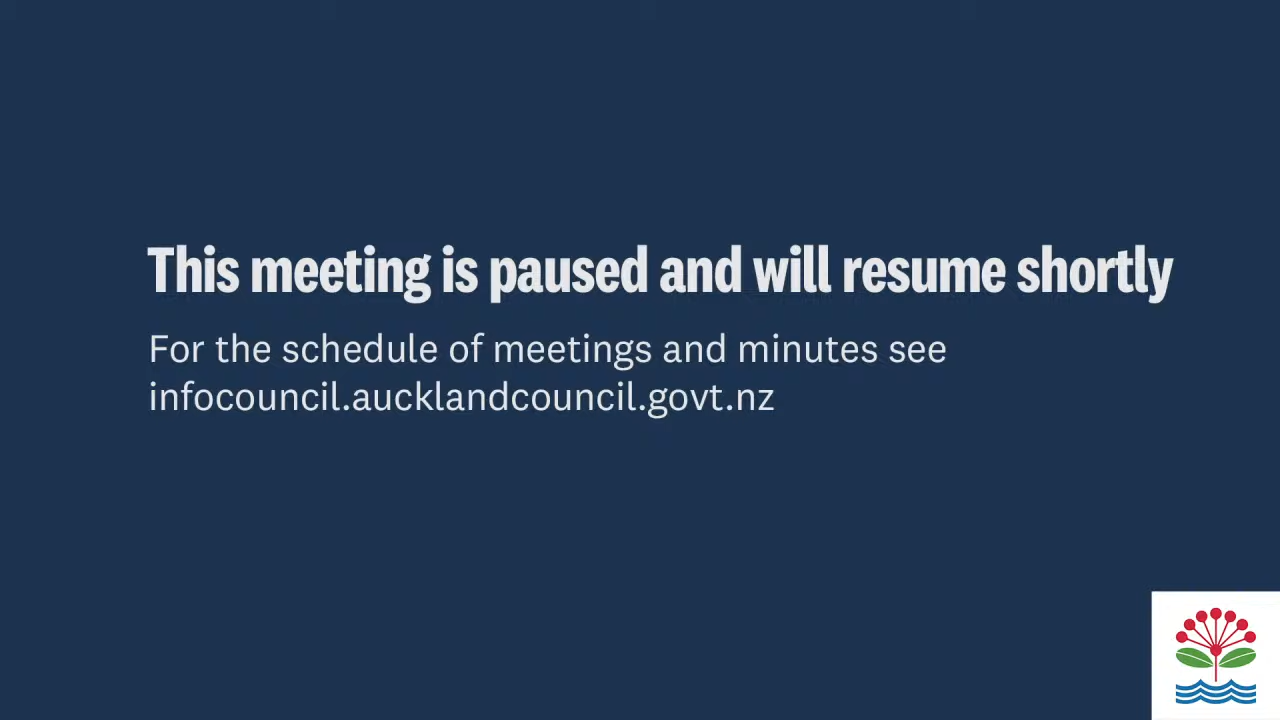 This meeting is paused and will resume shortly
For the schedule of meetings and minutes see
infocouncil.aucklandcouncil.govt.nz